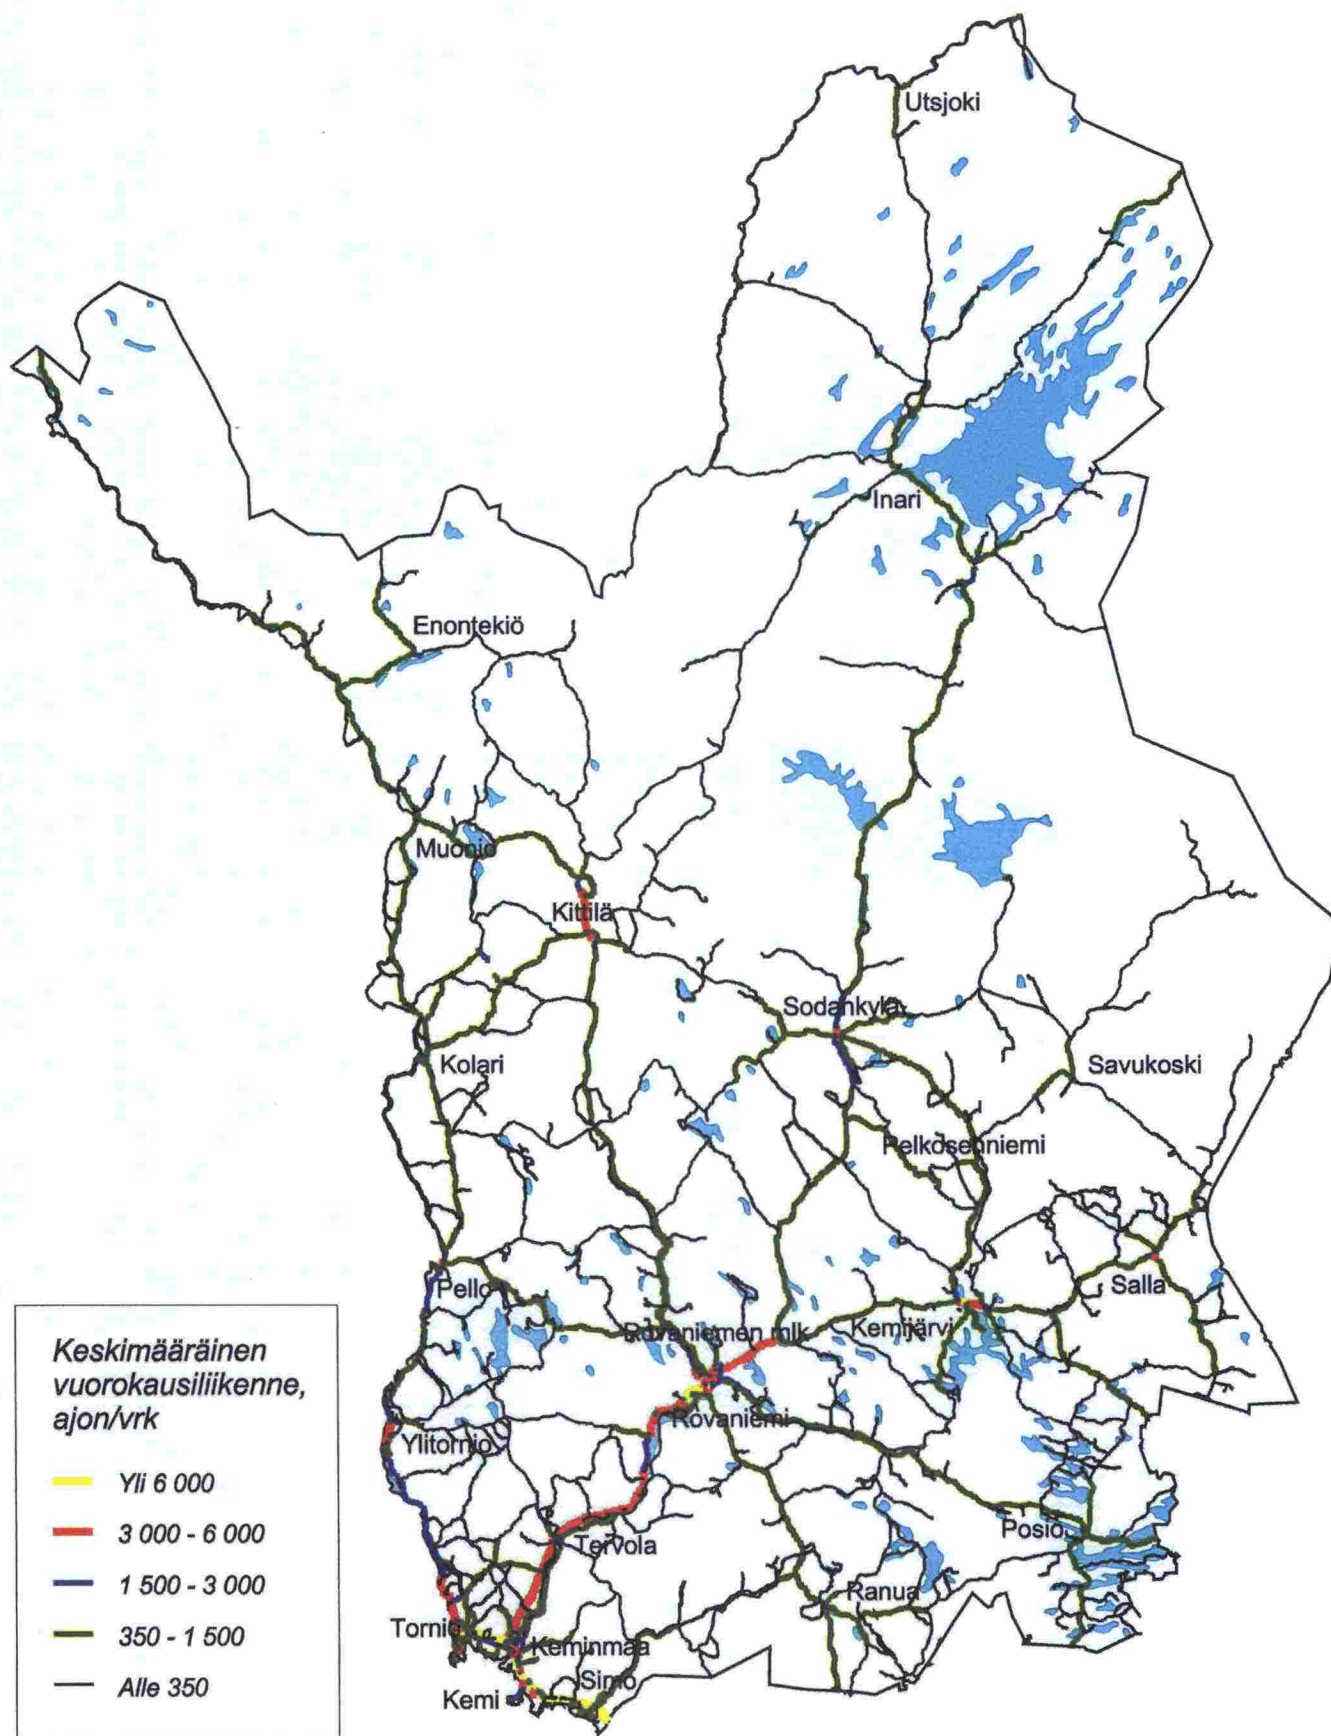 Utsjoki
Inari
Enontekiö
Muonio
Kittilä
Sodankylä
Kolari
Savukoski
Pelkosenniemi
Pello
Salla
Rovaniemen mlk
Kemijärvi
Rovaniemi
Ylitornio
Posio
Tervola
Ranua
Tornio
Keminmaa
Simo
Kemi
Keskimääräinen
vuorokausiliikenne,
ajon/vrk
Yli 6 000
3 000 - 6 000
1 500 - 3 000
350 - 1 500
Alle 350